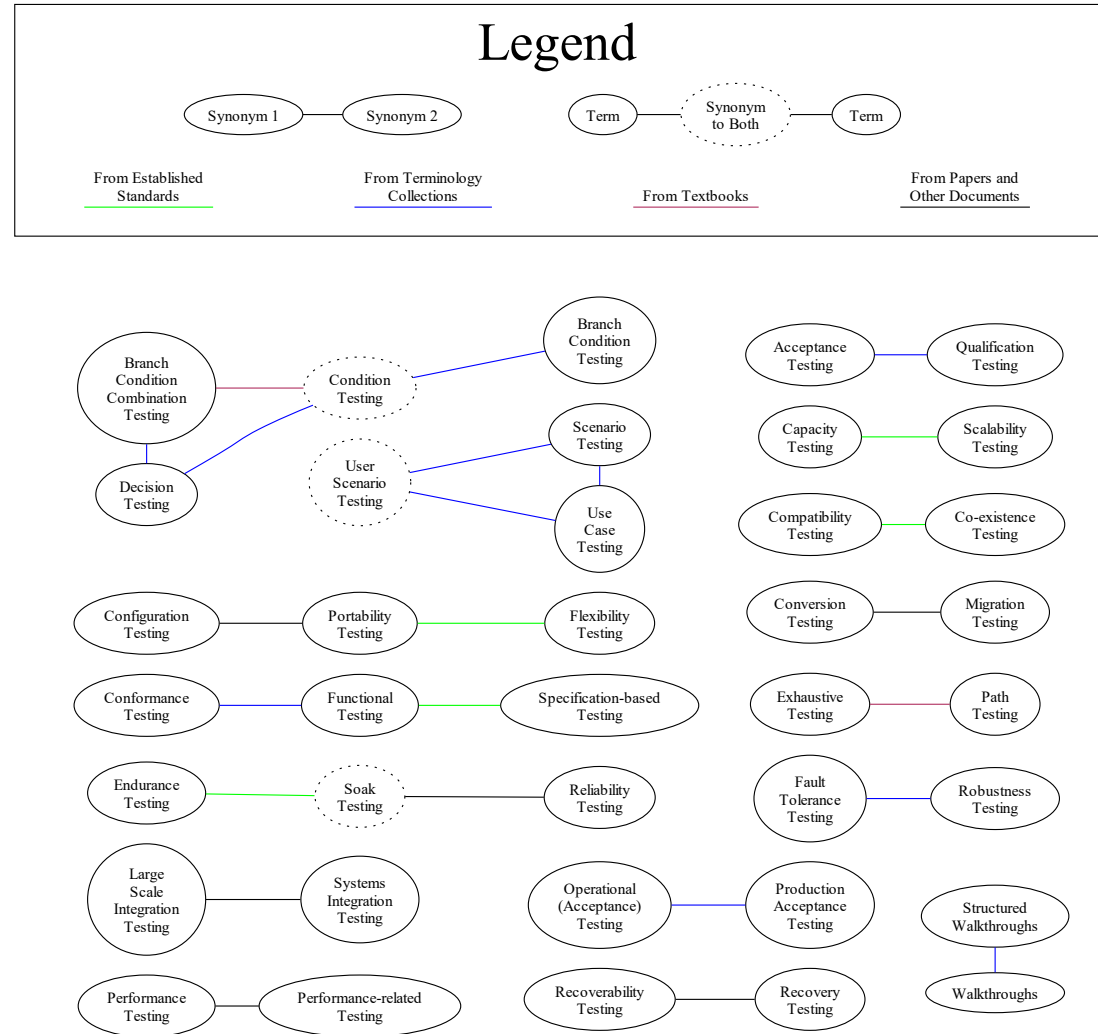 Legend
Synonym 1
Synonym 2
Term
Synonym
to Both
Term
From Established
Standards
From Terminology
Collections
From Textbooks
From Papers and
Other Documents
Branch
Condition
Combination
Testing
Condition
Testing
Branch
Condition
Testing
Acceptance
Testing
Qualification
Testing
Decision
Testing
User
Scenario
Testing
Scenario
Testing
Use
Case
Testing
Capacity
Testing
Scalability
Testing
Compatibility
Testing
Co-existence
Testing
Configuration
Testing
Portability
Testing
Flexibility
Testing
Conversion
Testing
Migration
Testing
Conformance
Testing
Functional
Testing
Specification-based
Testing
Exhaustive
Testing
Path
Testing
Endurance
Testing
Soak
Testing
Reliability
Testing
Fault
Tolerance
Testing
Robustness
Testing
Large
Scale
Integration
Testing
Systems
Integration
Testing
Operational
(Acceptance)
Testing
Production
Acceptance
Testing
Structured
Walkthroughs
Walkthroughs
Performance
Testing
Performance-related
Testing
Recoverability
Testing
Recovery
Testing